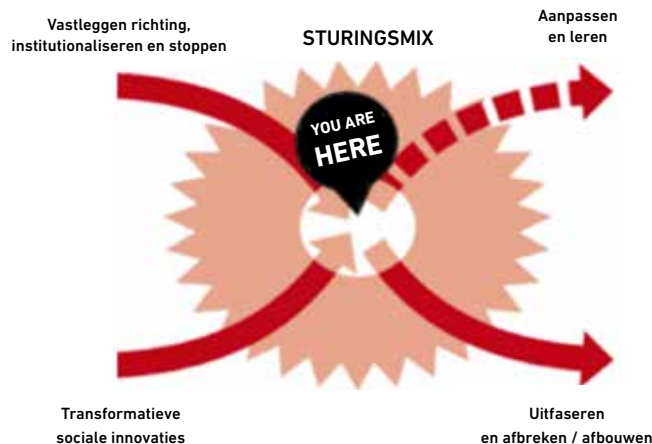 Vastleggen richting,
institutionaliseren en stoppen
STURINGSMIX
Aanpassen
en leren
YOU ARE
HERE
Transformatieve
sociale innovaties
Uitfaseren
en afbreken / afbouwen